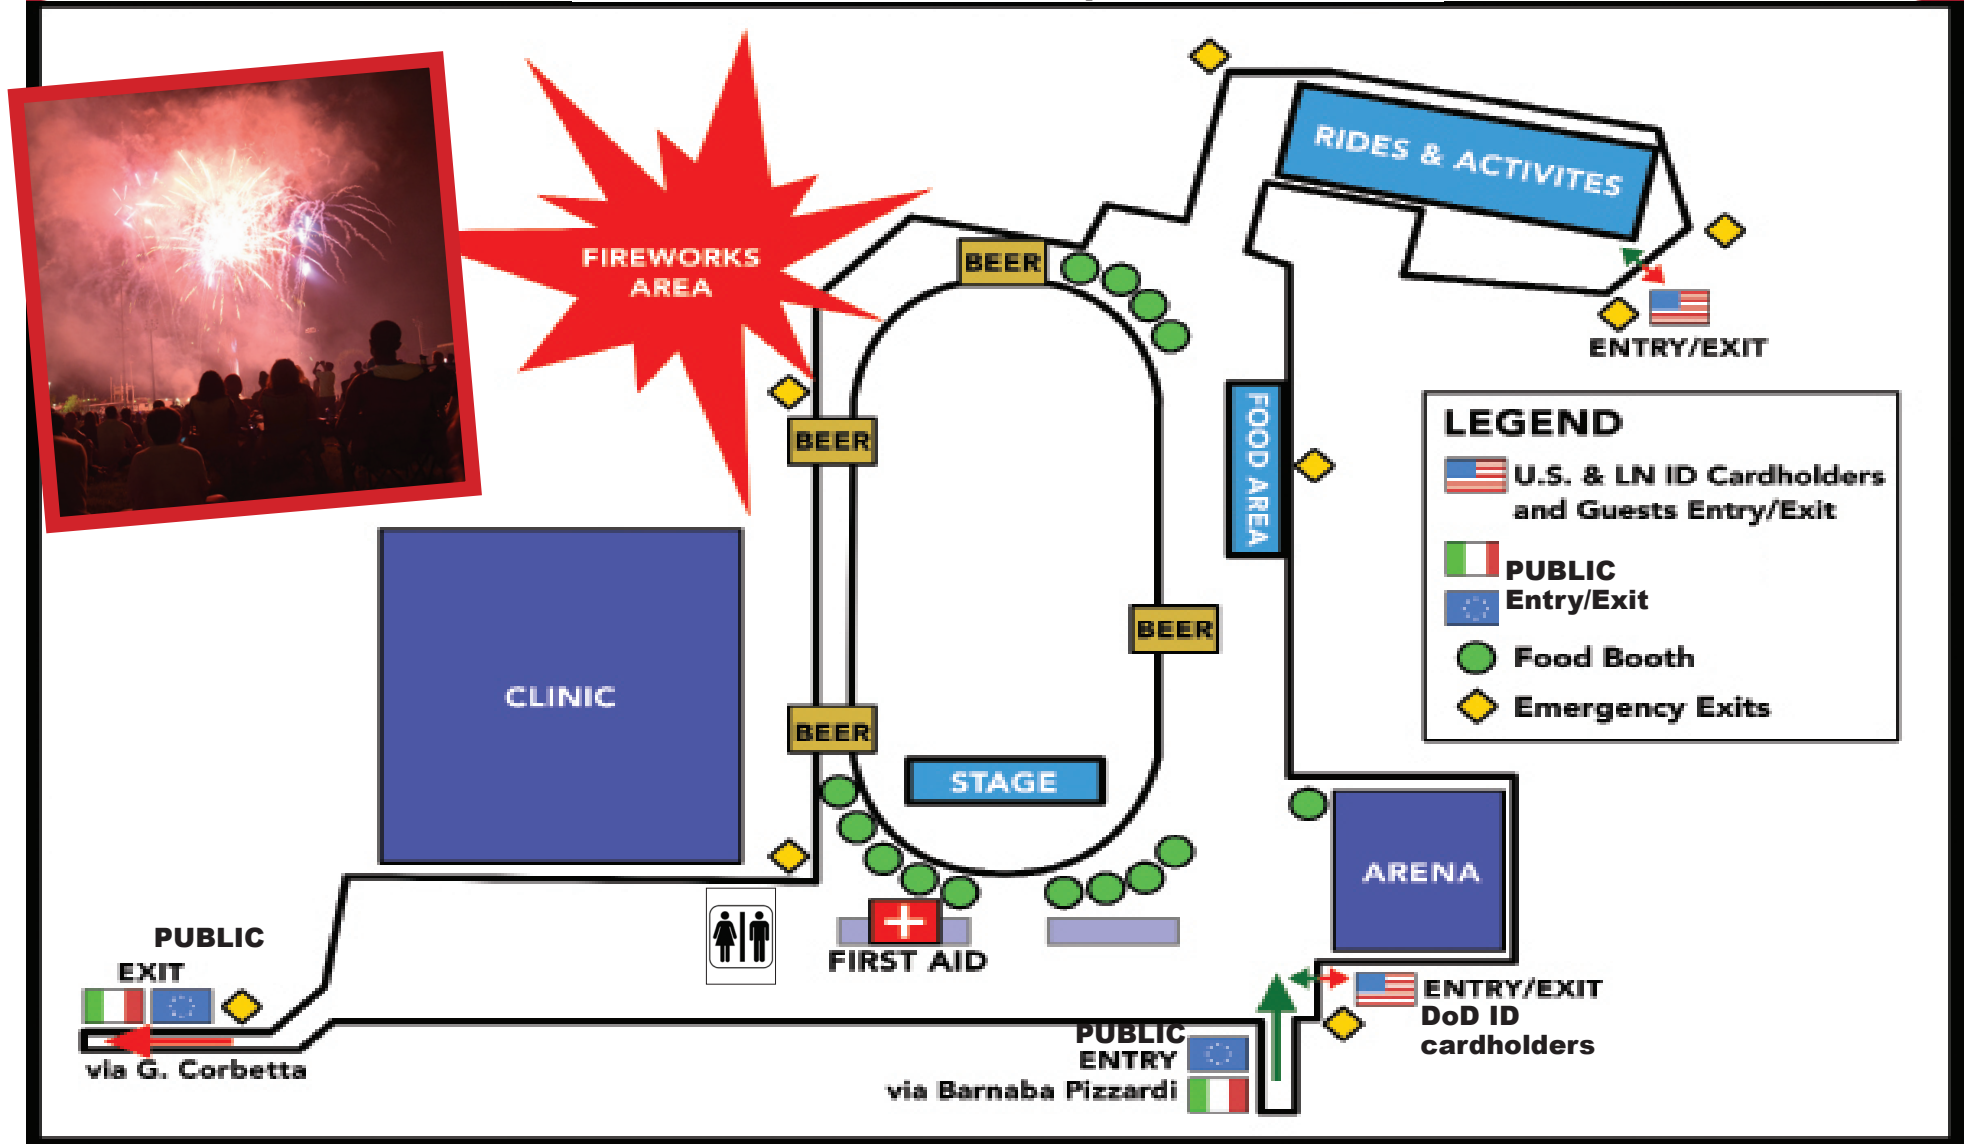 RIDES & ACTIVITES
FIREWORKS
AREA
BEER
ENTRY/EXIT
BEER
FOOD AREA
LEGEND
U.S. & LN ID Cardholders
and Guests Entry/Exit
PUBLIC
Entry/Exit
Food Booth
Emergency Exits
BEER
CLINIC
BEER
STAGE
ARENA
PUBLIC
EXIT
via G. Corbetta
FIRST AID
ENTRY/EXIT
DoD ID
cardholders
PUBLIC
ENTRY
via Barnaba Pizzardi